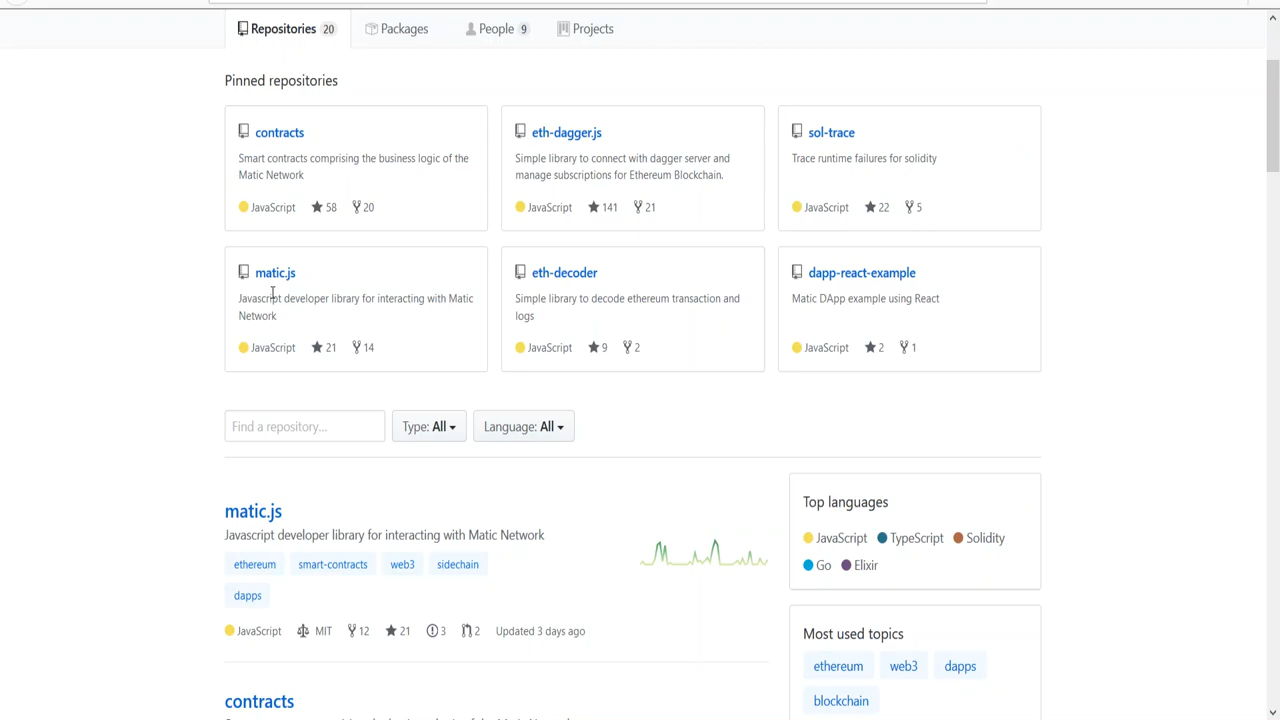 Repositories 20 Packages People 9 Projects
Pinned repositories
contracts
Smart contracts comprising the business logic of the
Matic Network
JavaScript 58 20
eth-dagger.js
Simple library to connect with dagger server and
manage subscriptions for Ethereum Blockchain.
JavaScript 141 21
sol-trace
Trace runtime failures for solidity
JavaScript 22 5
matic.js
Javascript developer library for interacting with Matic
Network
JavaScript 21 14
eth-decoder
Simple library to decode ethereum transaction and
logs
JavaScript 9 2
dapp-react-example
Matic DApp example using React
JavaScript 2 1
Find a repository... Type: All Language: All
matic.js
Javascript developer library for interacting with Matic Network
ethereum smart-contracts web3 sidechain
dapps
JavaScript MIT 12 21 3 2 Updated 3 days ago
contracts
Top languages
JavaScript TypeScript Solidity
Go Elixir
Most used topics
ethereum web3 dapps
blockchain